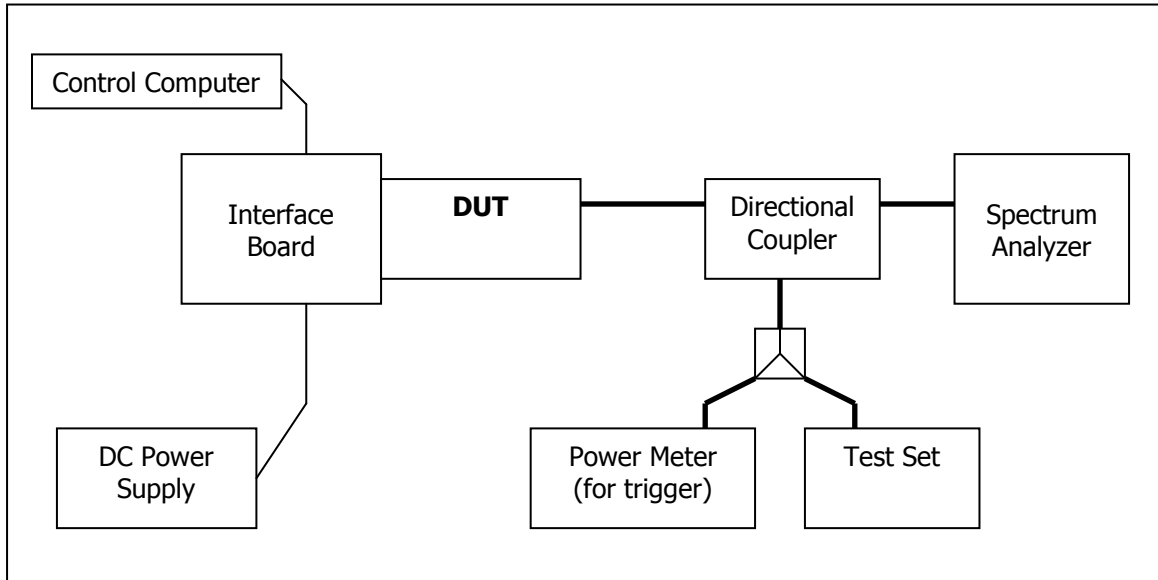 Control Computer
Interface
Board
DUT
Directional
Coupler
Spectrum
Analyzer
DC Power
Supply
Power Meter
(for trigger)
Test Set